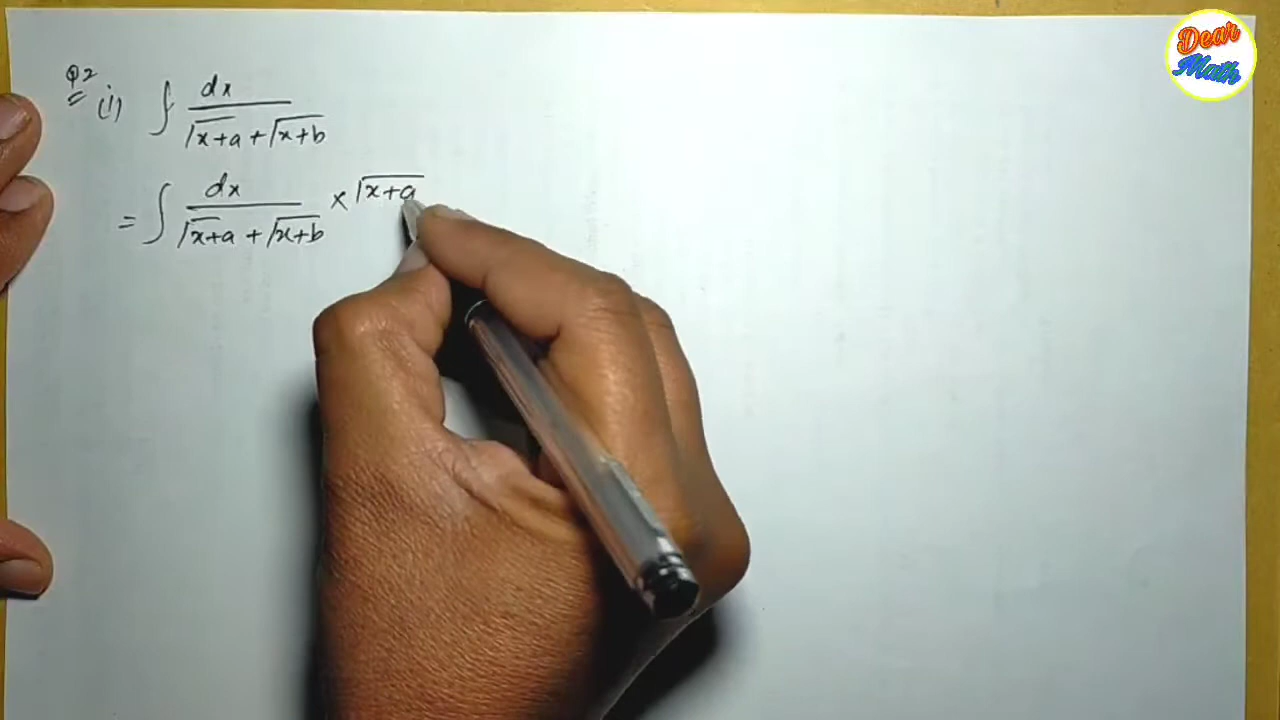 Q2 (i) ∫ dx / √x+a + √x+b
= ∫ dx / √x+a + √x+b × √x+a
Dear
Math